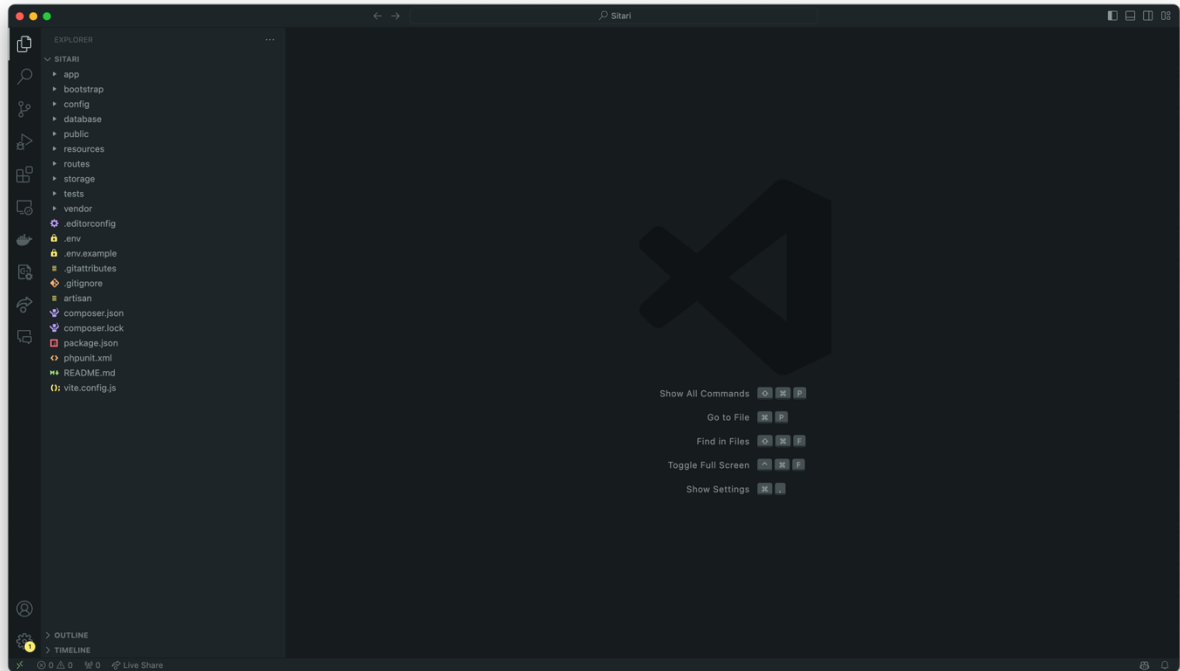 Sitari
EXPLORER
SITARI
app
bootstrap
config
database
public
resources
routes
storage
tests
vendor
.editorconfig
.env
.env.example
.gitattributes
.gitignore
artisan
composer.json
composer.lock
package.json
phpunit.xml
README.md
vite.config.js
Show All Commands ⇧ ⌘ P
Go to File ⌘ P
Find in Files ⇧ ⌘ F
Toggle Full Screen ^ ⌘ F
Show Settings ⌘ ,
OUTLINE
1
TIMELINE
0 0 0 Live Share